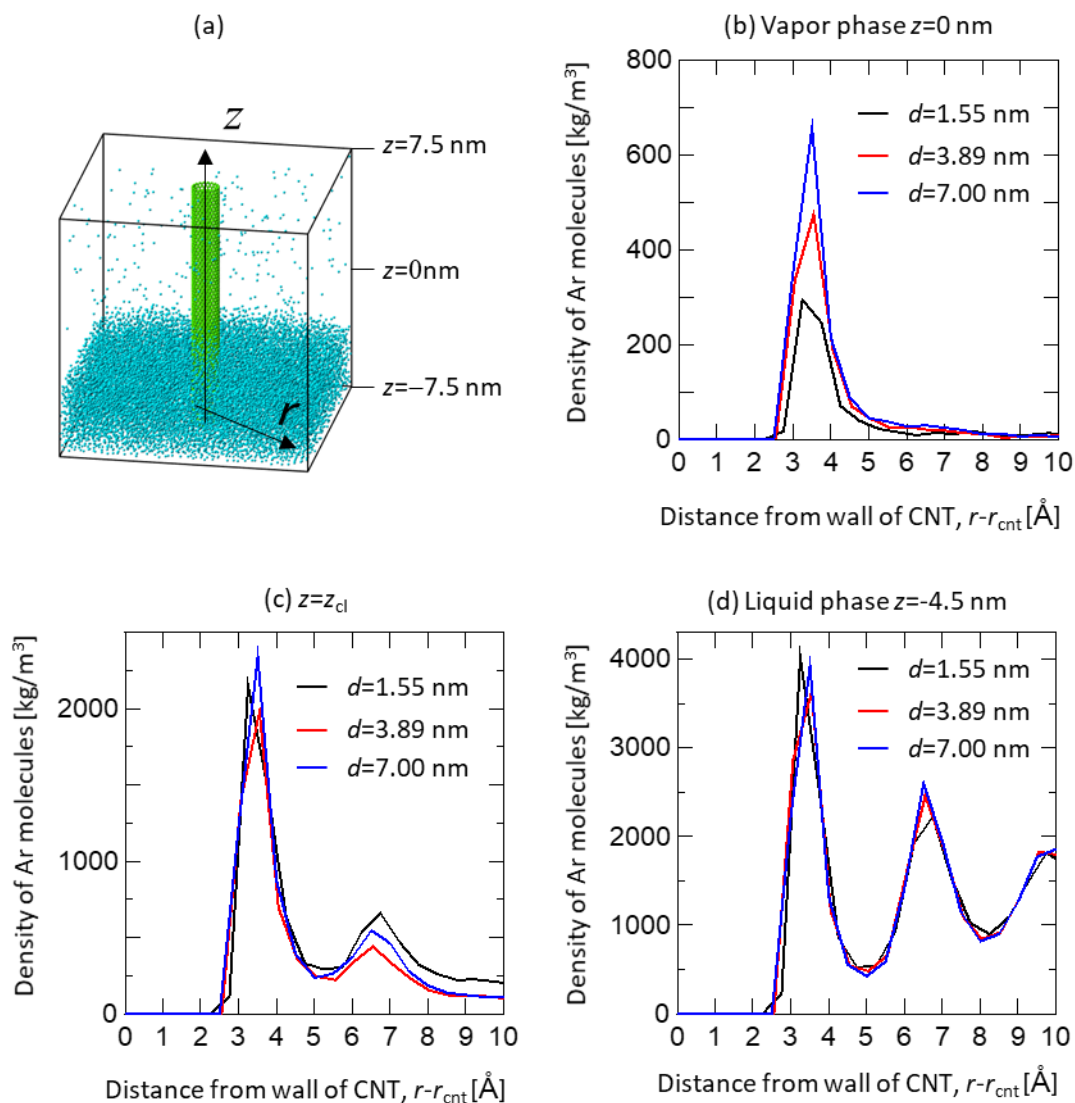 (a)
z
z=7.5 nm
z=0nm
z=−7.5 nm
r
(b) Vapor phase z=0 nm
800
600
400
200
0
Density of Ar molecules [kg/m³]
d=1.55 nm
d=3.89 nm
d=7.00 nm
0 1 2 3 4 5 6 7 8 9 10
Distance from wall of CNT, r-rcnt [Å]
(c) z=zcl
2000
1000
0
Density of Ar molecules [kg/m³]
d=1.55 nm
d=3.89 nm
d=7.00 nm
0 1 2 3 4 5 6 7 8 9 10
Distance from wall of CNT, r-rcnt [Å]
(d) Liquid phase z=-4.5 nm
4000
3000
2000
1000
0
Density of Ar molecules [kg/m³]
d=1.55 nm
d=3.89 nm
d=7.00 nm
0 1 2 3 4 5 6 7 8 9 10
Distance from wall of CNT, r-rcnt [Å]